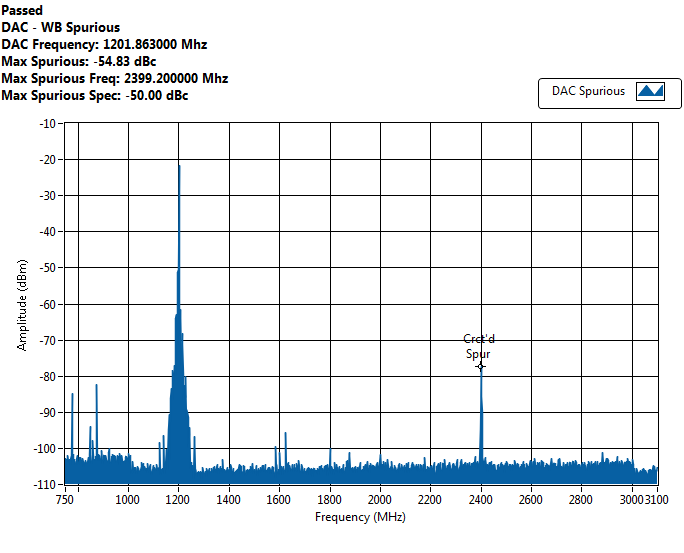 Passed
DAC - WB Spurious
DAC Frequency: 1201.863000 Mhz
Max Spurious: -54.83 dBc
Max Spurious Freq: 2399.200000 Mhz
Max Spurious Spec: -50.00 dBc
DAC Spurious
-10
-20
-30
-40
-50
-60
-70
-80
-90
-100
-110
Amplitude (dBm)
Crct'd
Spur
750 1000 1200 1400 1600 1800 2000 2200 2400 2600 2800 3000 3100
Frequency (MHz)